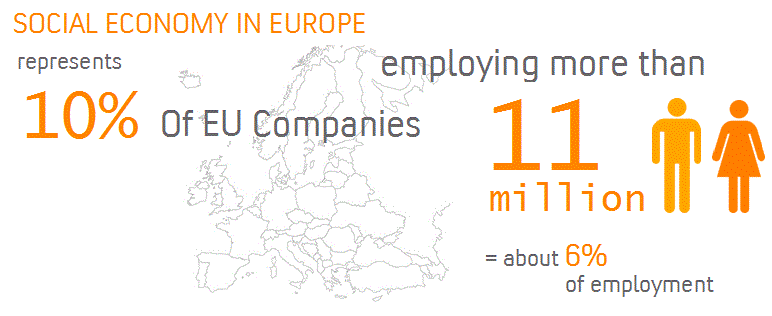 SOCIAL ECONOMY IN EUROPE
represents
10% Of EU Companies
employing more than
11
million
= about 6%
of employment